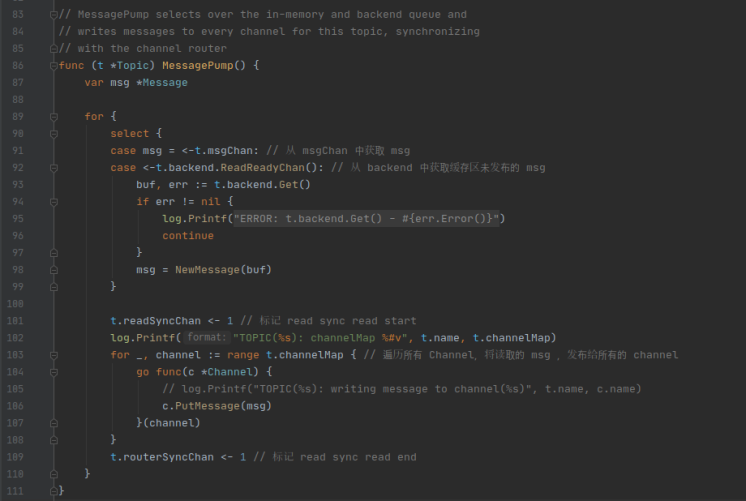 83 // MessagePump selects over the in-memory and backend queue and
84 // writes messages to every channel for this topic, synchronizing
85 // with the channel router
86 func (t *Topic) MessagePump() {
87     var msg *Message
88
89     for {
90         select {
91         case msg = <-t.msgChan: // 从 msgChan 中获取 msg
92         case <-t.backend.ReadReadyChan(): // 从 backend 中获取缓存区未发布的 msg
93             buf, err := t.backend.Get()
94             if err != nil {
95                 log.Printf("ERROR: t.backend.Get() - #{err.Error()}")
96                 continue
97             }
98             msg = NewMessage(buf)
99         }
100
101         t.readSyncChan <- 1 // 标记 read sync read start
102         log.Printf( format: "TOPIC(%s): channelMap %#v", t.name, t.channelMap)
103         for _, channel := range t.channelMap { // 遍历所有 Channel、将读取的 msg ，发布给所有的 channel
104             go func(c *Channel) {
105                 // log.Printf("TOPIC(%s): writing message to channel(%s)", t.name, c.name)
106                 c.PutMessage(msg)
107             }(channel)
108         }
109         t.routerSyncChan <- 1 // 标记 read sync read end
110     }
111 }